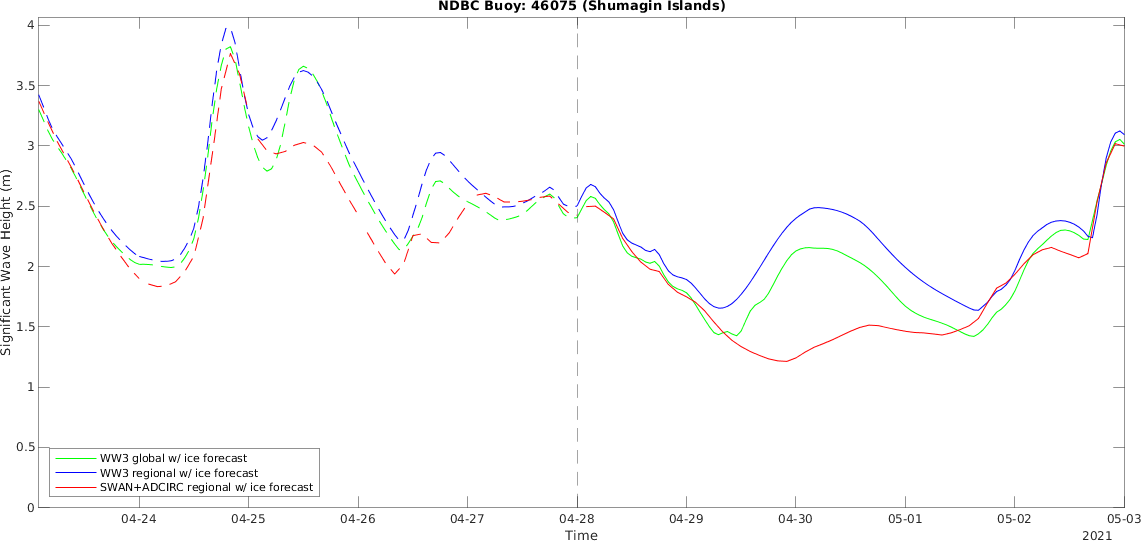 NDBC Buoy: 46075 (Shumagin Islands)
4
3.5
3
2.5
2
1.5
1
0.5
0
Significant Wave Height (m)
WW3 global w/ ice forecast
WW3 regional w/ ice forecast
SWAN+ADCIRC regional w/ ice forecast
04-24 04-25 04-26 04-27 04-28 04-29 04-30 05-01 05-02 05-03
Time
2021